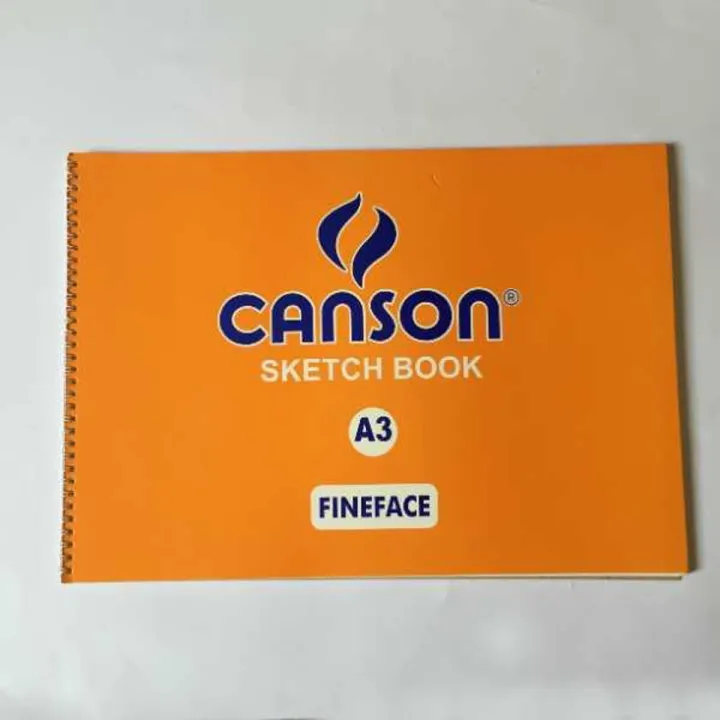 CANSON®
SKETCH BOOK
A3
FINEFACE